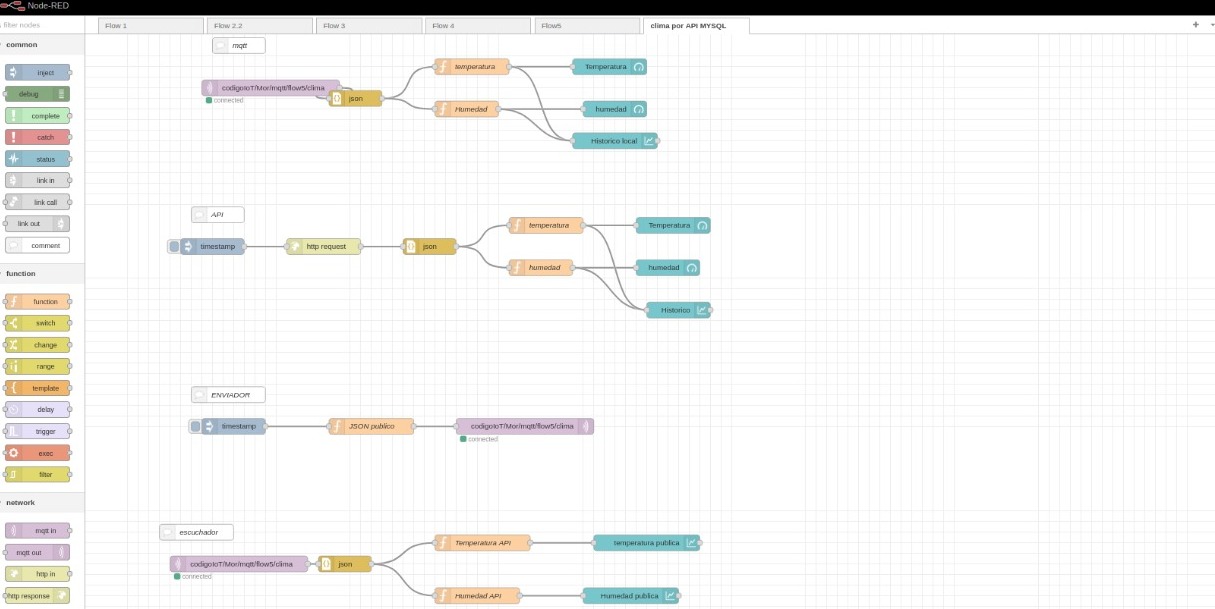 Node-RED
filter nodes
Flow 1
Flow 2.2
Flow 3
Flow 4
Flow5
clima por API MYSQL
common
inject
debug
complete
catch
status
link in
link call
link out
comment
function
function
switch
change
range
template
delay
trigger
exec
filter
network
mqtt in
mqtt out
http in
http response
mqtt
codigoIoT/Mor/mqtt/flow5/clima
connected
json
temperatura
Humedad
Temperatura
humedad
Historico local
API
timestamp
http request
json
temperatura
humedad
Temperatura
humedad
Historico
ENVIADOR
timestamp
JSON publico
codigoIoT/Mor/mqtt/flow5/clima
connected
escuchador
codigoIoT/Mor/mqtt/flow5/clima
connected
json
Temperatura API
Humedad API
temperatura publica
Humedad publica